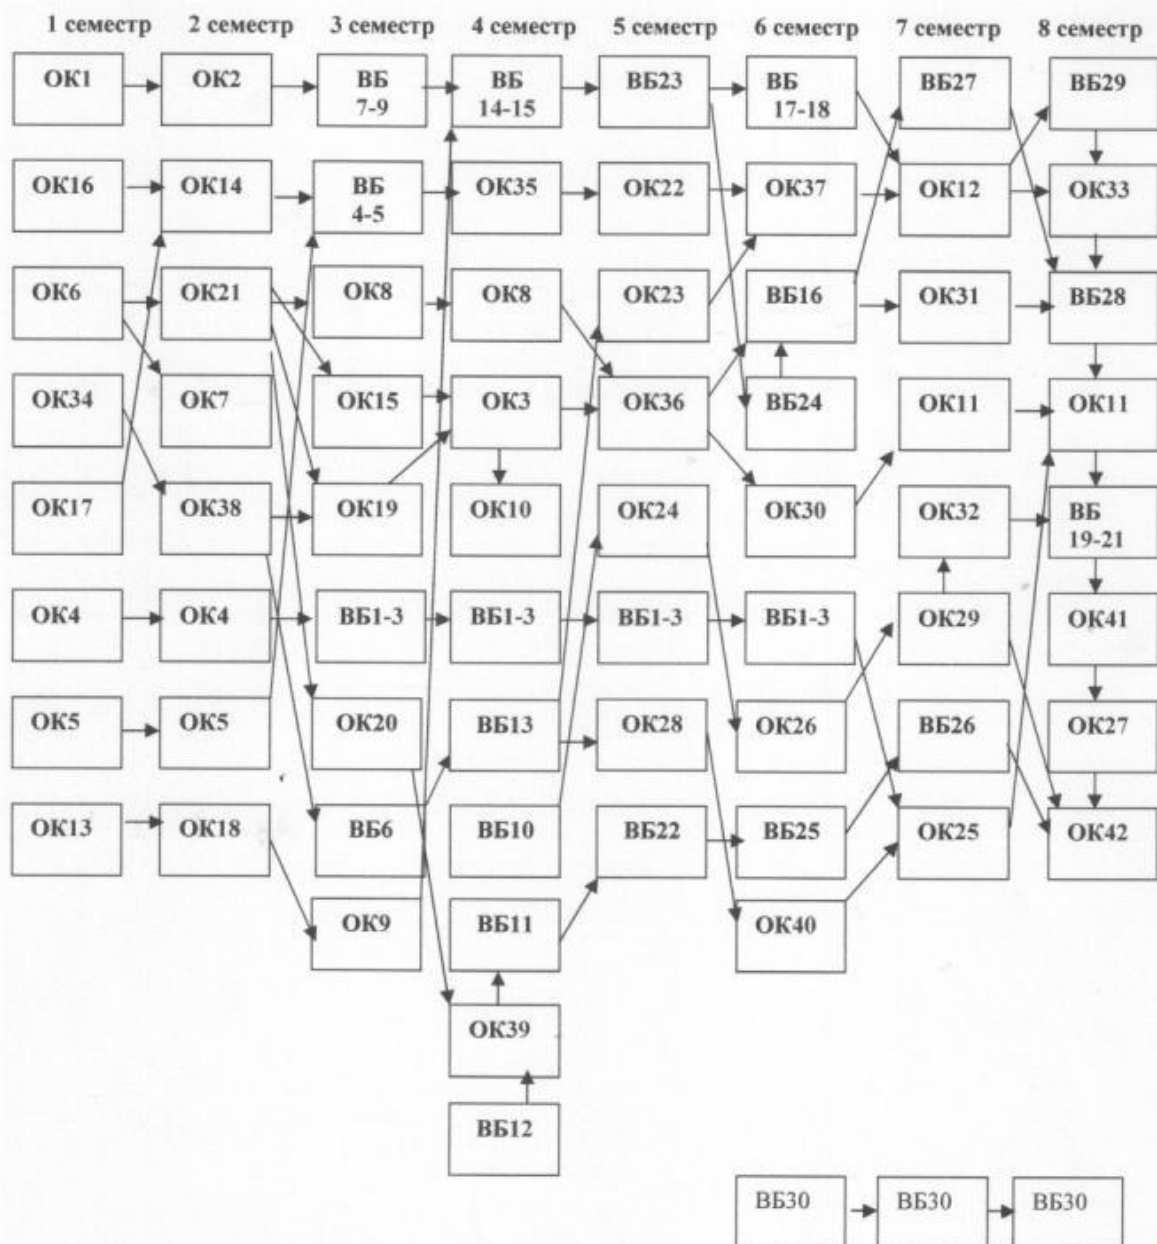 1 семестр 2 семестр 3 семестр 4 семестр 5 семестр 6 семестр 7 семестр 8 семестр
ОК1 ОК2 ВБ ВБ ВБ23 ВБ ВБ27 ВБ29
7-9 14-15 17-18
ОК16 ОК14 ВБ ОК35 ОК22 ОК37 ОК12 ОК33
4-5
ОК6 ОК21 ОК8 ОК8 ОК23 ВБ16 ОК31 ВБ28
ОК34 ОК7 ОК15 ОК3 ОК36 ВБ24 ОК11 ОК11
ОК17 ОК38 ОК19 ОК10 ОК24 ОК30 ОК32 ВБ
19-21
ОК4 ОК4 ВБ1-3 ВБ1-3 ВБ1-3 ВБ1-3 ОК29 ОК41
ОК5 ОК5 ОК20 ВБ13 ОК28 ОК26 ВБ26 ОК27
ОК13 ОК18 ВБ6 ВБ10 ВБ22 ВБ25 ОК25 ОК42
ОК9 ВБ11 ОК40
ОК39
ВБ12
ВБ30 ВБ30 ВБ30